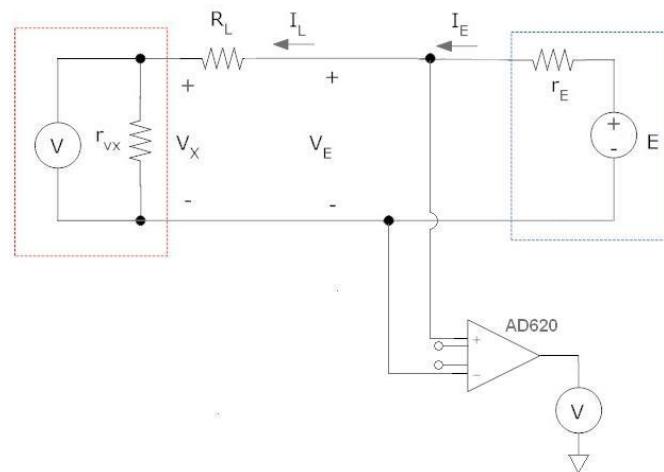 R_L
I_L
I_E
r_E
+
+
+
-
E
V
r_vx
V_X
V_E
-
-
AD620
+
-
V